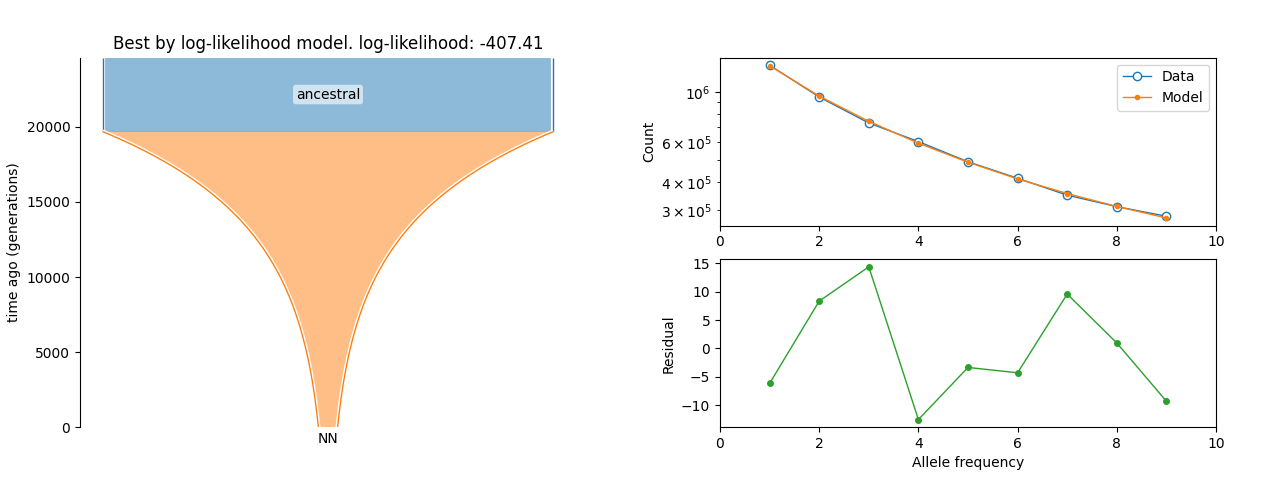 Best by log-likelihood model. log-likelihood: -407.41
ancestral
time ago (generations)
20000
15000
10000
5000
0
NN
Count
10⁶
6 × 10⁵
4 × 10⁵
3 × 10⁵
Data
Model
0 2 4 6 8 10
Residual
15
10
5
0
−5
−10
0 2 4 6 8 10
Allele frequency